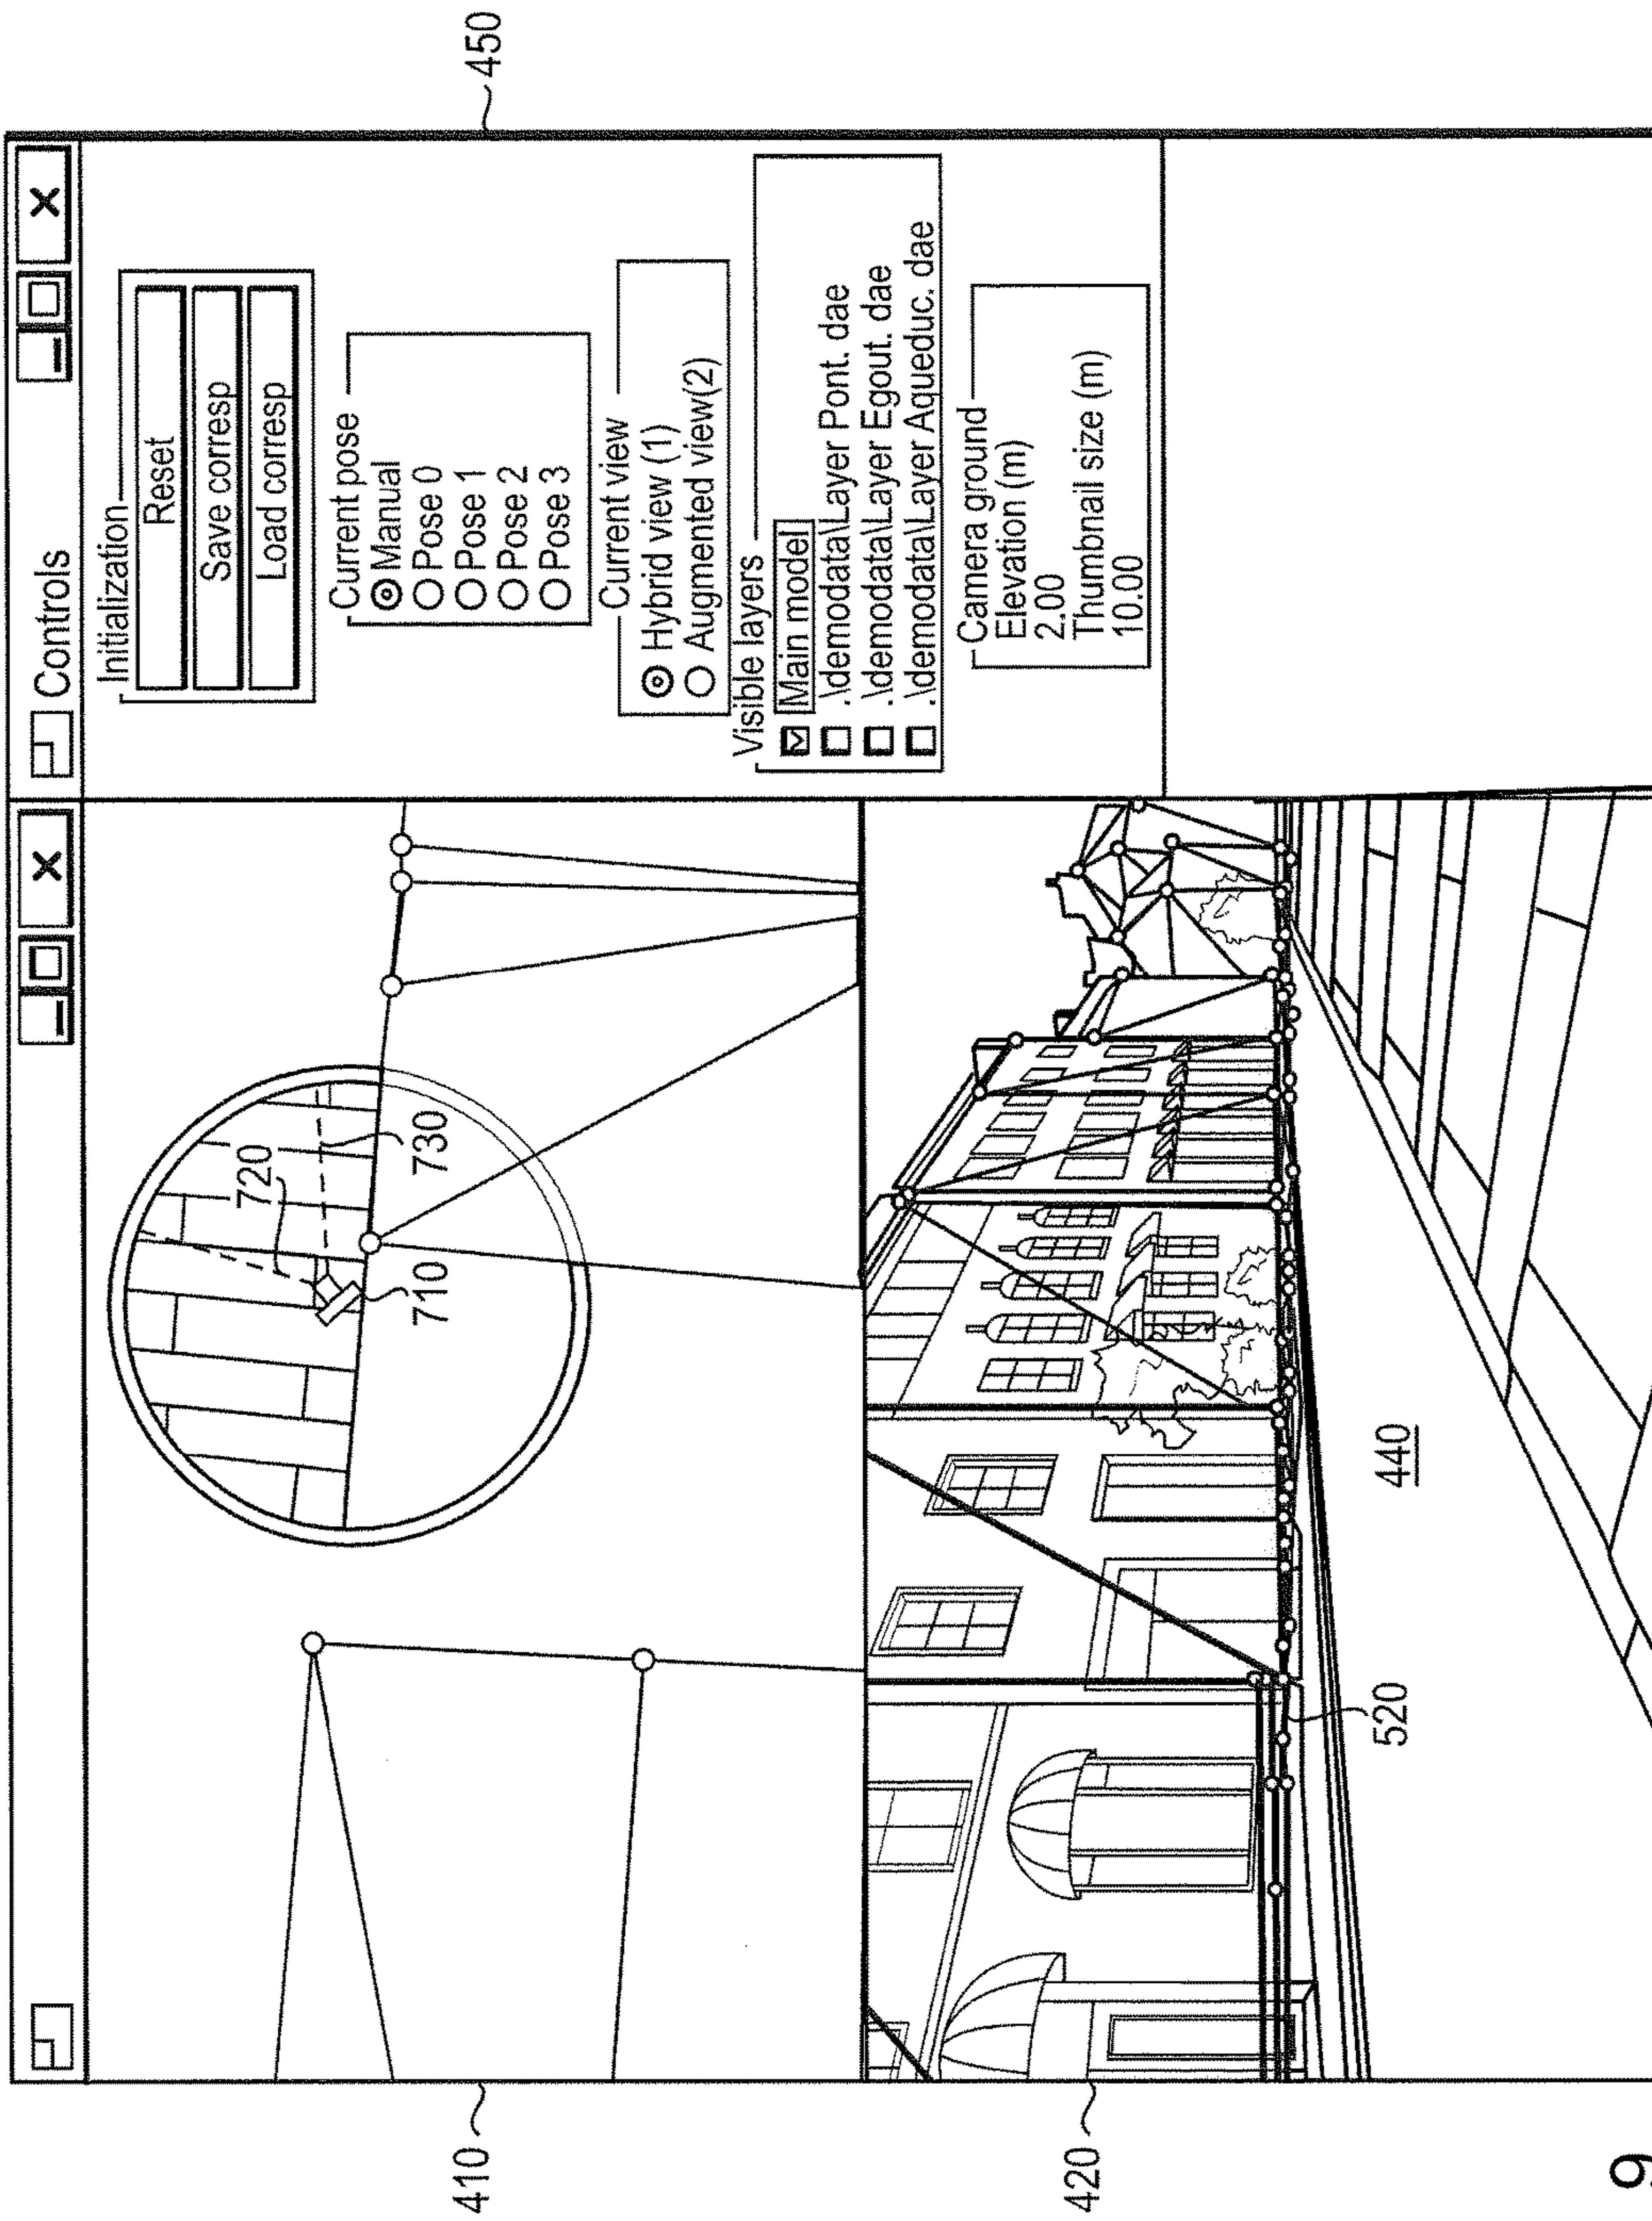 Controls
450
Initialization
Reset
Save corresp
Load corresp
Current pose
Manual
Pose 0
Pose 1
Pose 2
Pose 3
Current view
Hybrid view (1)
Augmented view(2)
Visible layers
Main model
.\demodata\Layer Pont. dae
.\demodata\Layer Egout. dae
.\demodata\Layer Aqueduc. dae
Camera ground
Elevation (m)
2.00
Thumbnail size (m)
10.00
410
720
730
710
420
440
520
9